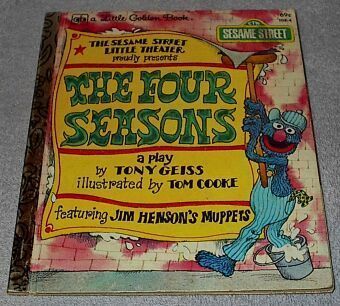 a Little Golden Book
69¢
THE SESAME STREET
LITTLE THEATER
proudly presents
SESAME STREET
THE FOUR
SEASONS
a play
by TONY GEISS
illustrated by TOM COOKE
featuring JIM HENSON'S MUPPETS